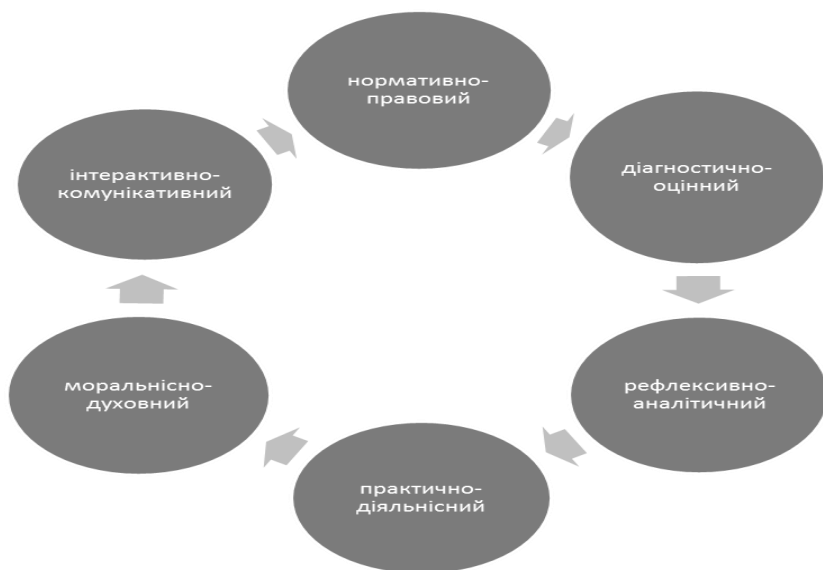 нормативно-
правовий
діагностично-
оцінний
рефлексивно-
аналітичний
практично-
діяльнісний
моральнісно-
духовний
інтерактивно-
комунікативний